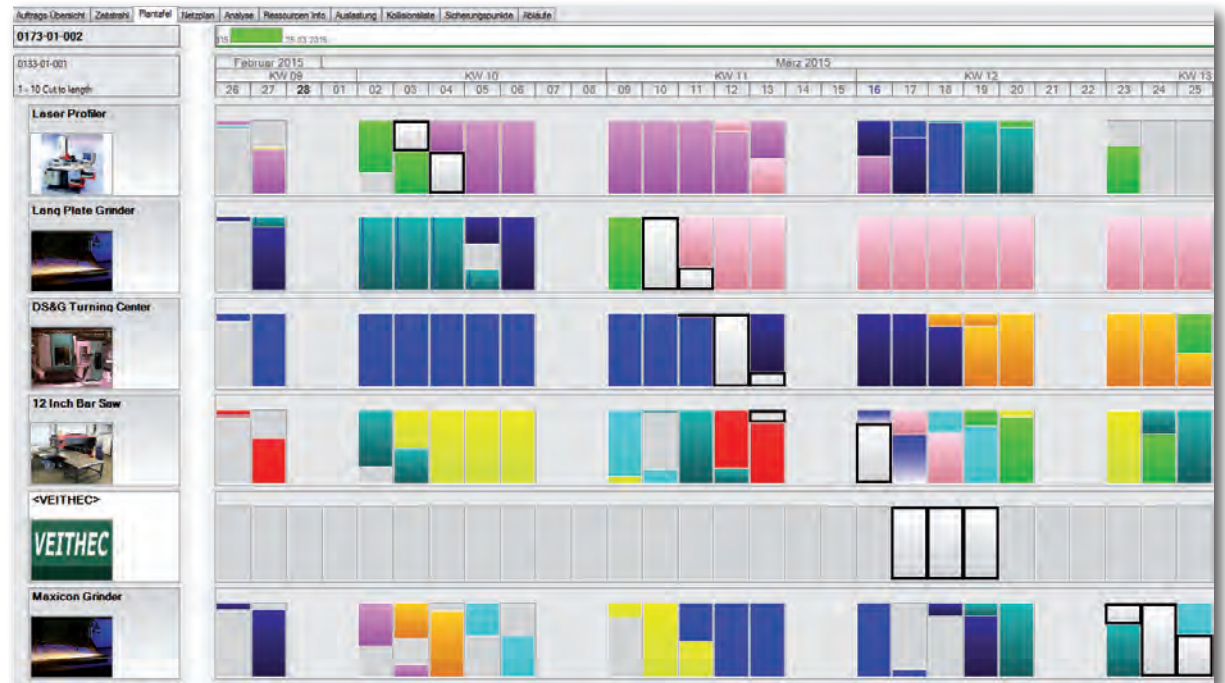 Auftrags Übersicht Zeitstrahl Plantafel Netzplan Analyse Ressourcen Info Auslastung Kollisionsliste Sicherungspunkte Abläufe
0173-01-002
015 25.03.2015
0133-01-001
1 - 10 Cut to length
Februar 2015 März 2015
KW 09 KW 10 KW 11 KW 12 KW 13
26 27 28 01 02 03 04 05 06 07 08 09 10 11 12 13 14 15 16 17 18 19 20 21 22 23 24 25
Laser Profiler
Lang Plate Grinder
DS&G Turning Center
12 Inch Bar Saw
<VEITHEC>
VEITHEC
Maxicon Grinder